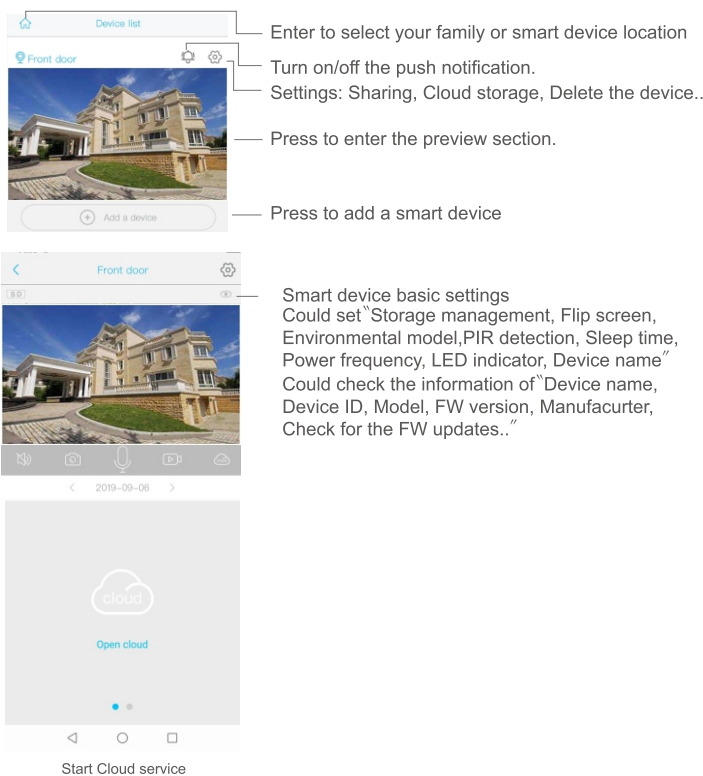 Device list
Enter to select your family or smart device location
Front door
Turn on/off the push notification.
Settings: Sharing, Cloud storage, Delete the device..
Press to enter the preview section.
Add a device
Press to add a smart device
Front door
SD
Smart device basic settings
Could set‶Storage management, Flip screen,
Environmental model,PIR detection, Sleep time,
Power frequency, LED indicator, Device name″
Could check the information of‶Device name,
Device ID, Model, FW version, Manufacurter,
Check for the FW updates..″
< 2019-09-06 >
cloud
Open cloud
Start Cloud service